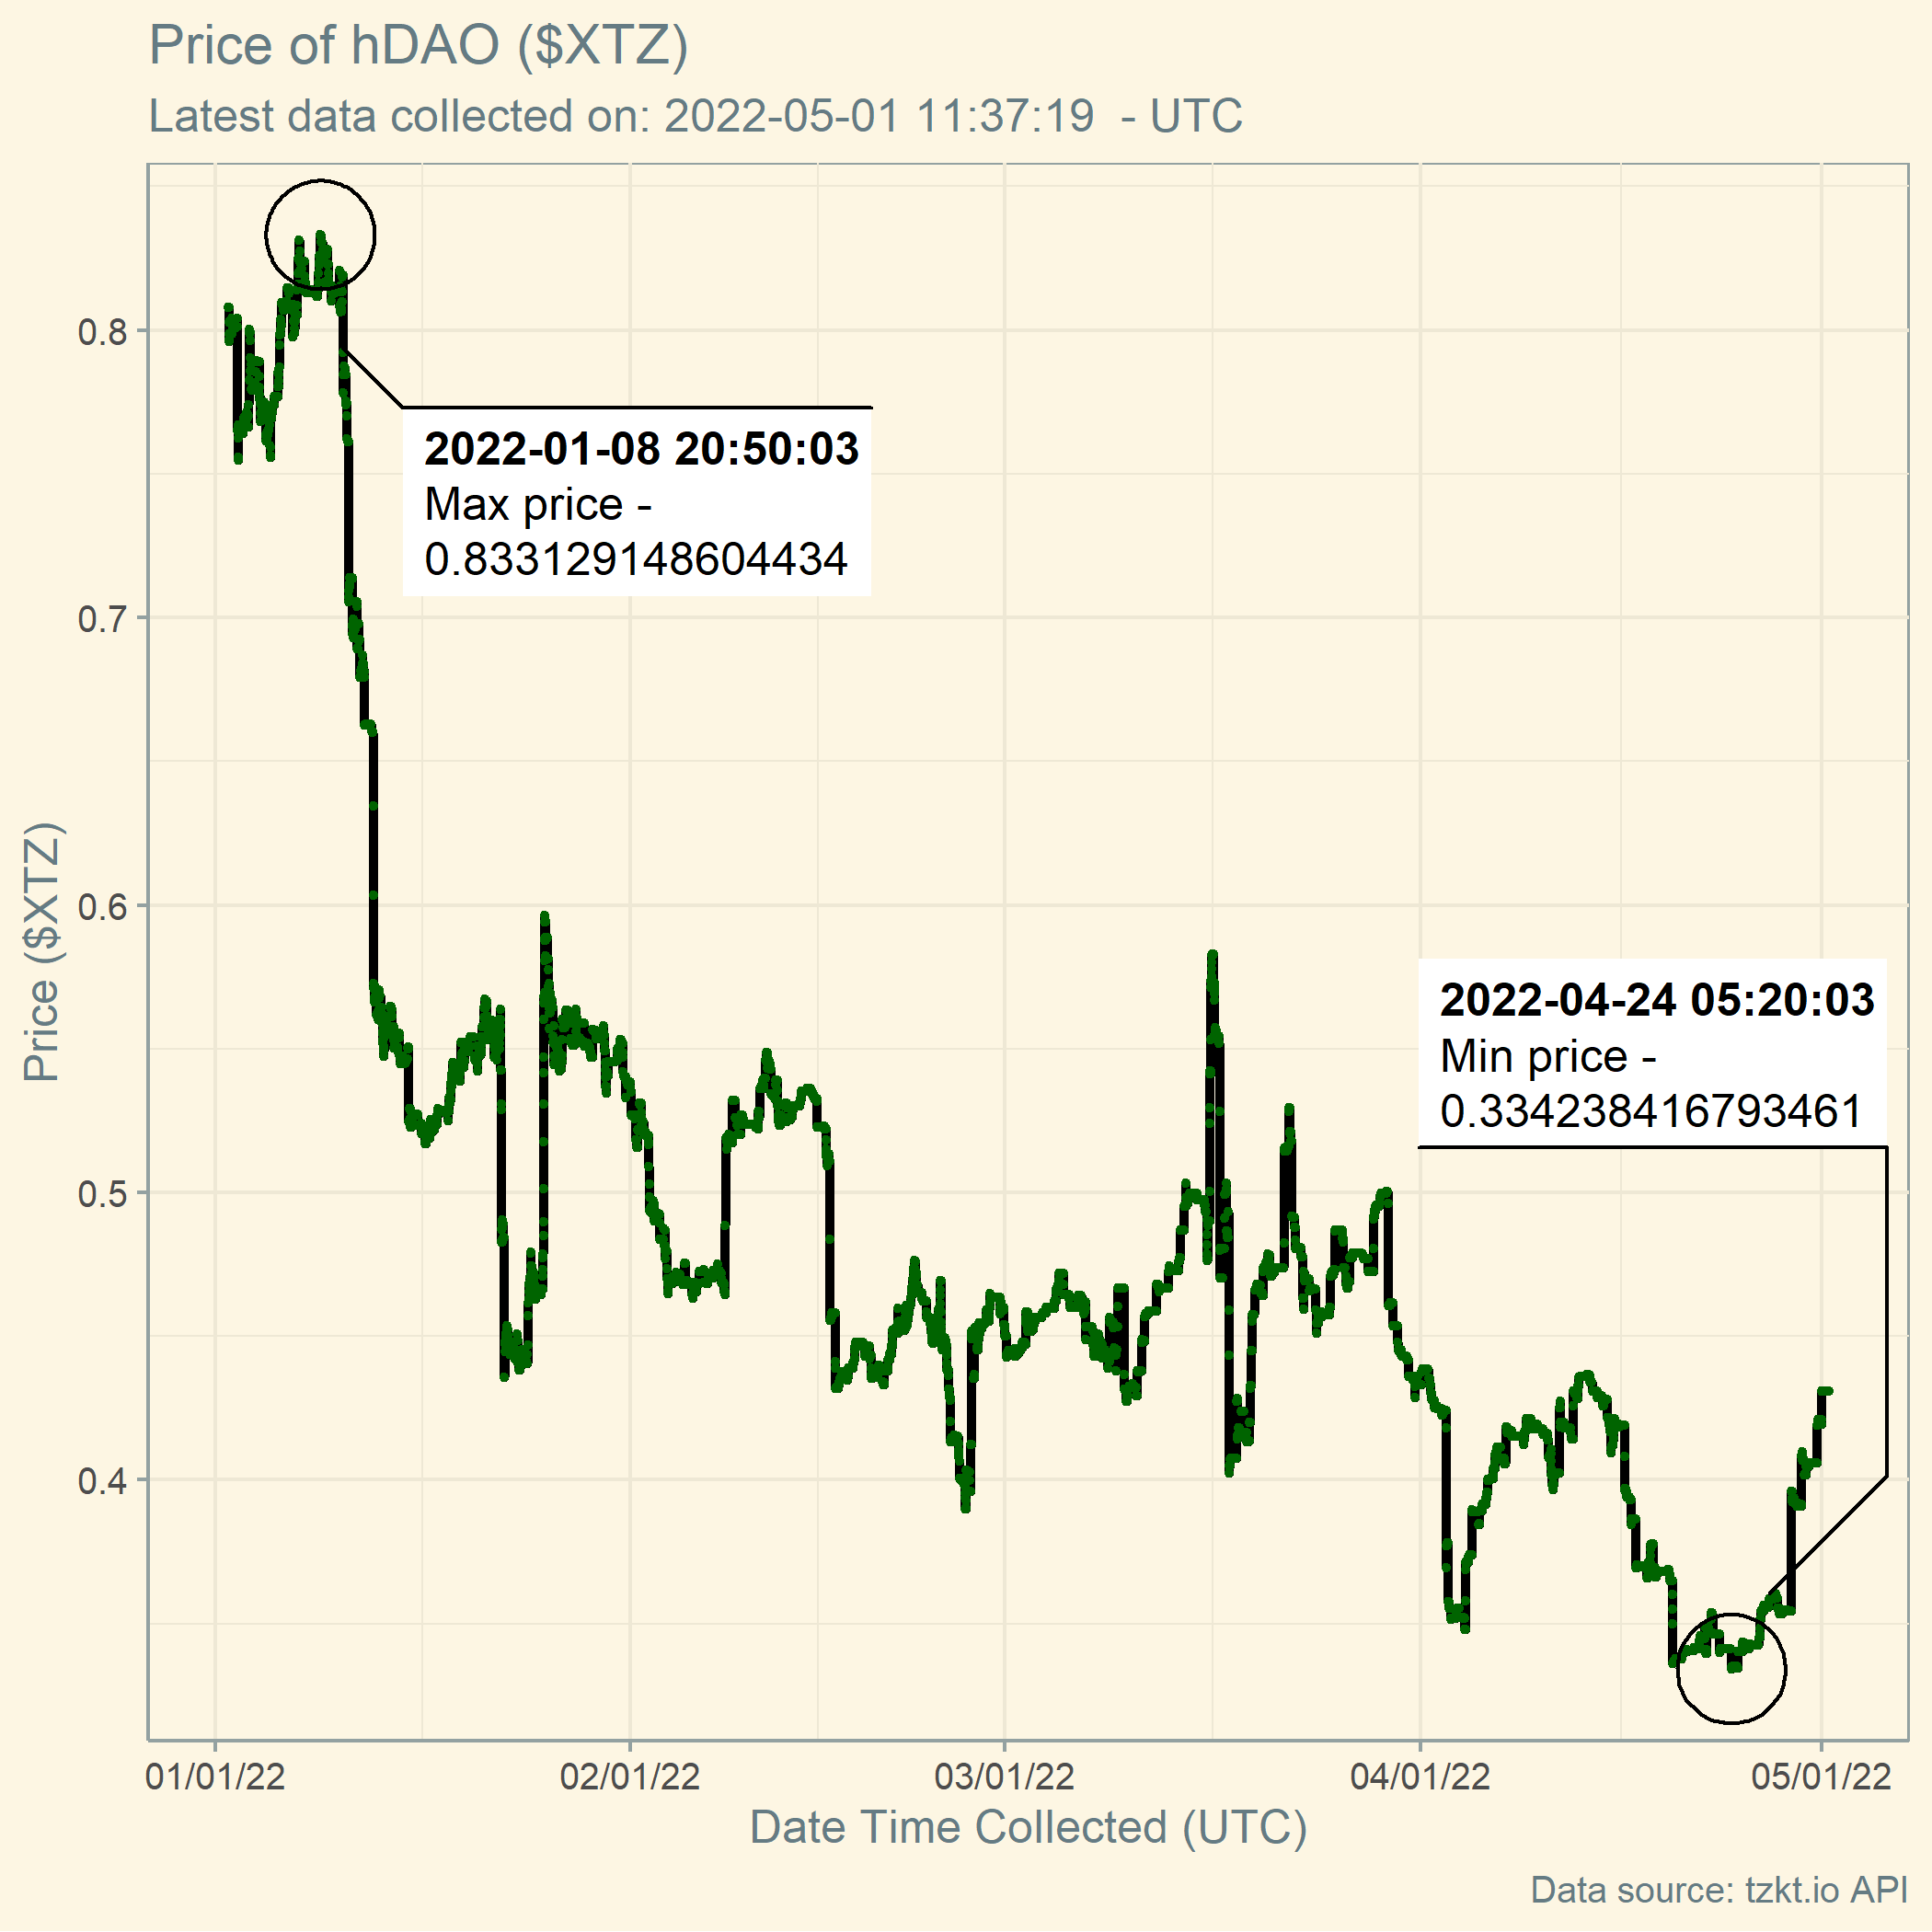 Price of hDAO ($XTZ)
Latest data collected on: 2022-05-01 11:37:19 - UTC
Price ($XTZ)
0.8
0.7
0.6
0.5
0.4
2022-01-08 20:50:03
Max price -
0.833129148604434
2022-04-24 05:20:03
Min price -
0.334238416793461
01/01/22
02/01/22
03/01/22
04/01/22
05/01/22
Date Time Collected (UTC)
Data source: tzkt.io API